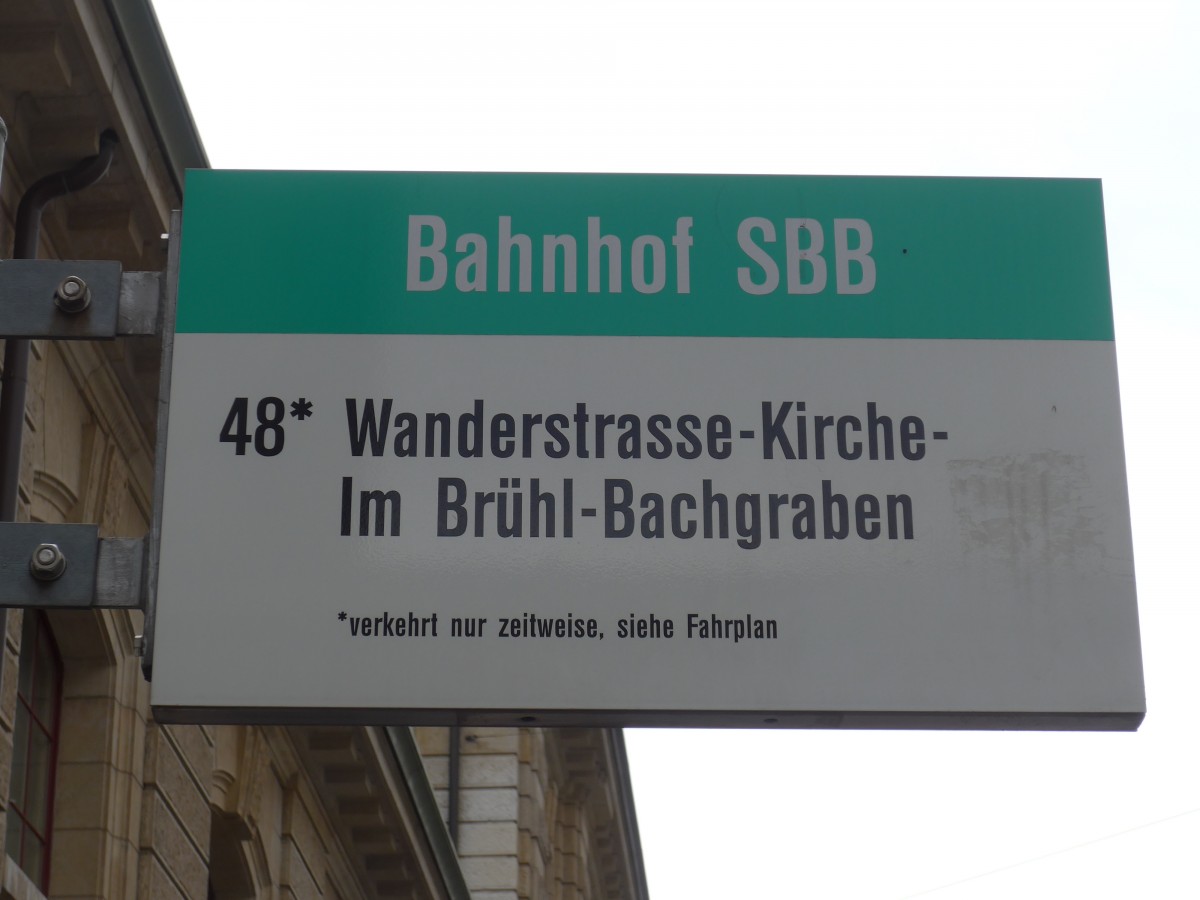 Bahnhof SBB
48* Wanderstrasse-Kirche-
Im Brühl-Bachgraben
*verkehrt nur zeitweise, siehe Fahrplan